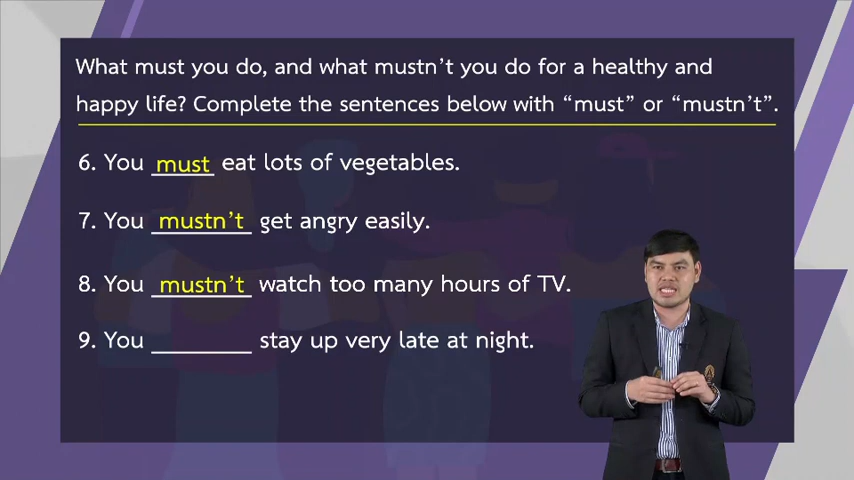 What must you do, and what mustn't you do for a healthy and
happy life? Complete the sentences below with “must” or “mustn't”.
6. You must eat lots of vegetables.
7. You mustn't get angry easily.
8. You mustn't watch too many hours of TV.
9. You __________ stay up very late at night.